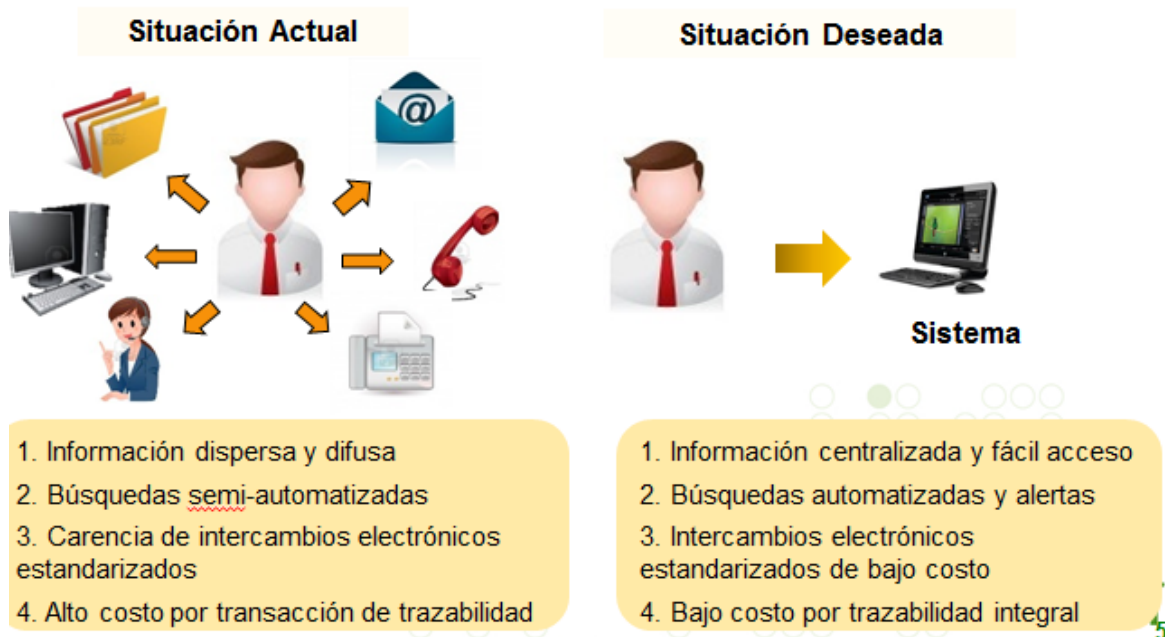 Situación Actual
Situación Deseada
@
Sistema
1. Información dispersa y difusa
2. Búsquedas semi-automatizadas
3. Carencia de intercambios electrónicos
estandarizados
4. Alto costo por transacción de trazabilidad
1. Información centralizada y fácil acceso
2. Búsquedas automatizadas y alertas
3. Intercambios electrónicos
estandarizados de bajo costo
4. Bajo costo por trazabilidad integral
5